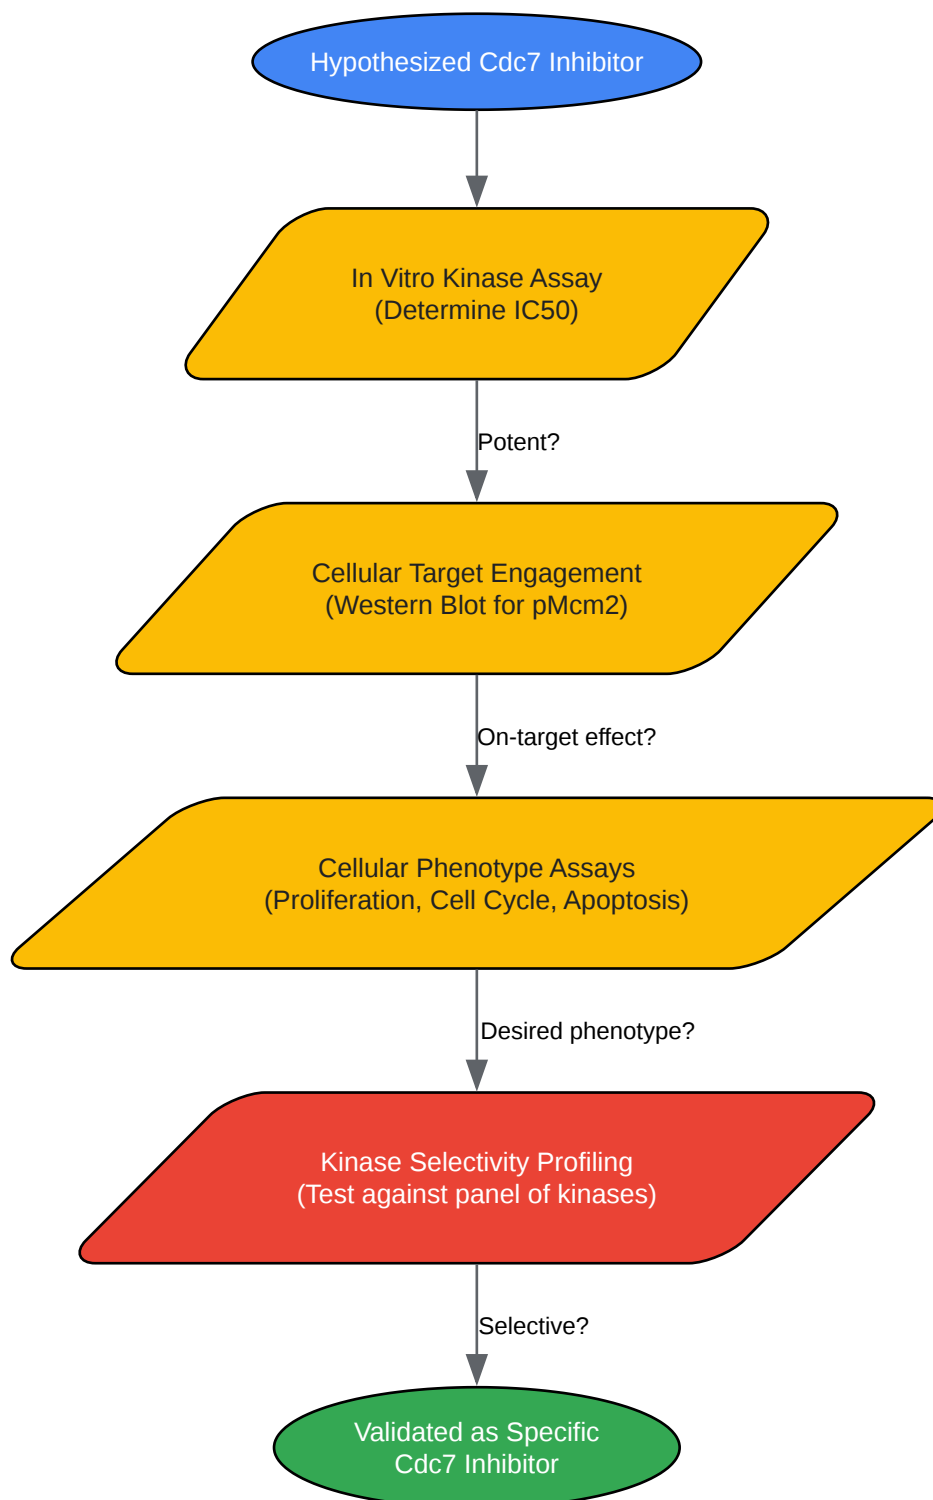 Hypothesized Cdc7 Inhibitor
In Vitro Kinase Assay
(Determine IC50)
Potent?
Cellular Target Engagement
(Western Blot for pMcm2)
On-target effect?
Cellular Phenotype Assays
(Proliferation, Cell Cycle, Apoptosis)
Desired phenotype?
Kinase Selectivity Profiling
(Test against panel of kinases)
Selective?
Validated as Specific
Cdc7 Inhibitor